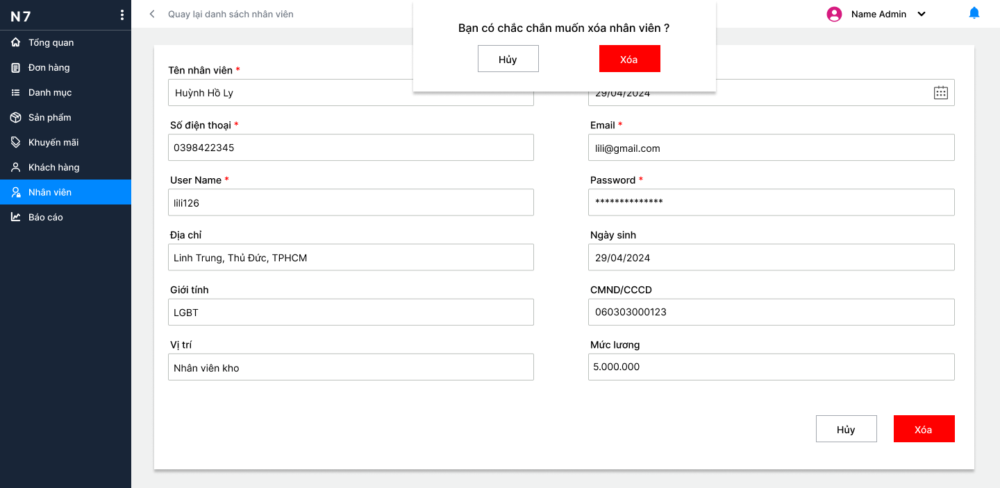 N7
Quay lại danh sách nhân viên
Name Admin
Bạn có chắc chắn muốn xóa nhân viên ?
Hủy
Xóa
Tổng quan
Đơn hàng
Danh mục
Sản phẩm
Khuyến mãi
Khách hàng
Nhân viên
Báo cáo
Tên nhân viên *
Huỳnh Hồ Ly
29/04/2024
Số điện thoại *
Email *
0398422345
lili@gmail.com
User Name *
Password *
lili126
**************
Địa chỉ
Ngày sinh
Linh Trung, Thủ Đức, TPHCM
29/04/2024
Giới tính
CMND/CCCD
LGBT
060303000123
Vị trí
Mức lương
Nhân viên kho
5.000.000
Hủy
Xóa